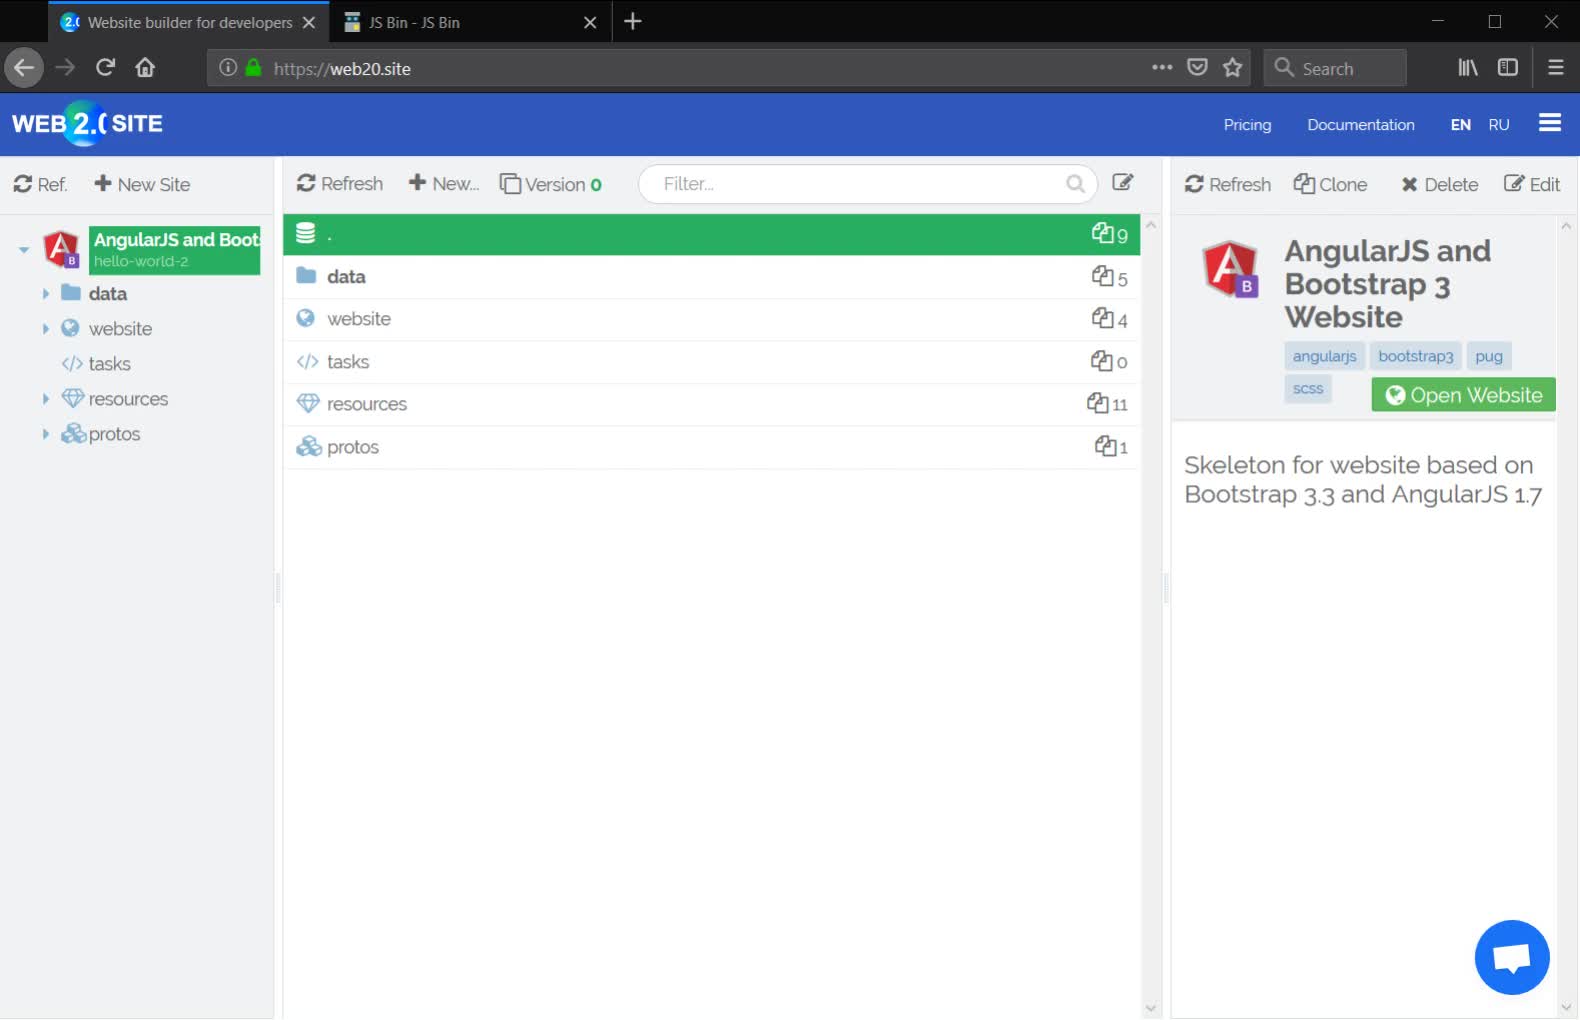 Website builder for developers
JS Bin - JS Bin
https://web20.site
Search
WEB 2.0 SITE
Pricing
Documentation
EN
RU
Ref.
New Site
Refresh
New...
Version 0
Filter...
Refresh
Clone
Delete
Edit
AngularJS and Boots
hello-world-2
data
website
tasks
resources
protos
. 9
data 5
website 4
tasks 0
resources 11
protos 1
AngularJS and
Bootstrap 3
Website
angularjs bootstrap3 pug
scss
Open Website
Skeleton for website based on
Bootstrap 3.3 and AngularJS 1.7